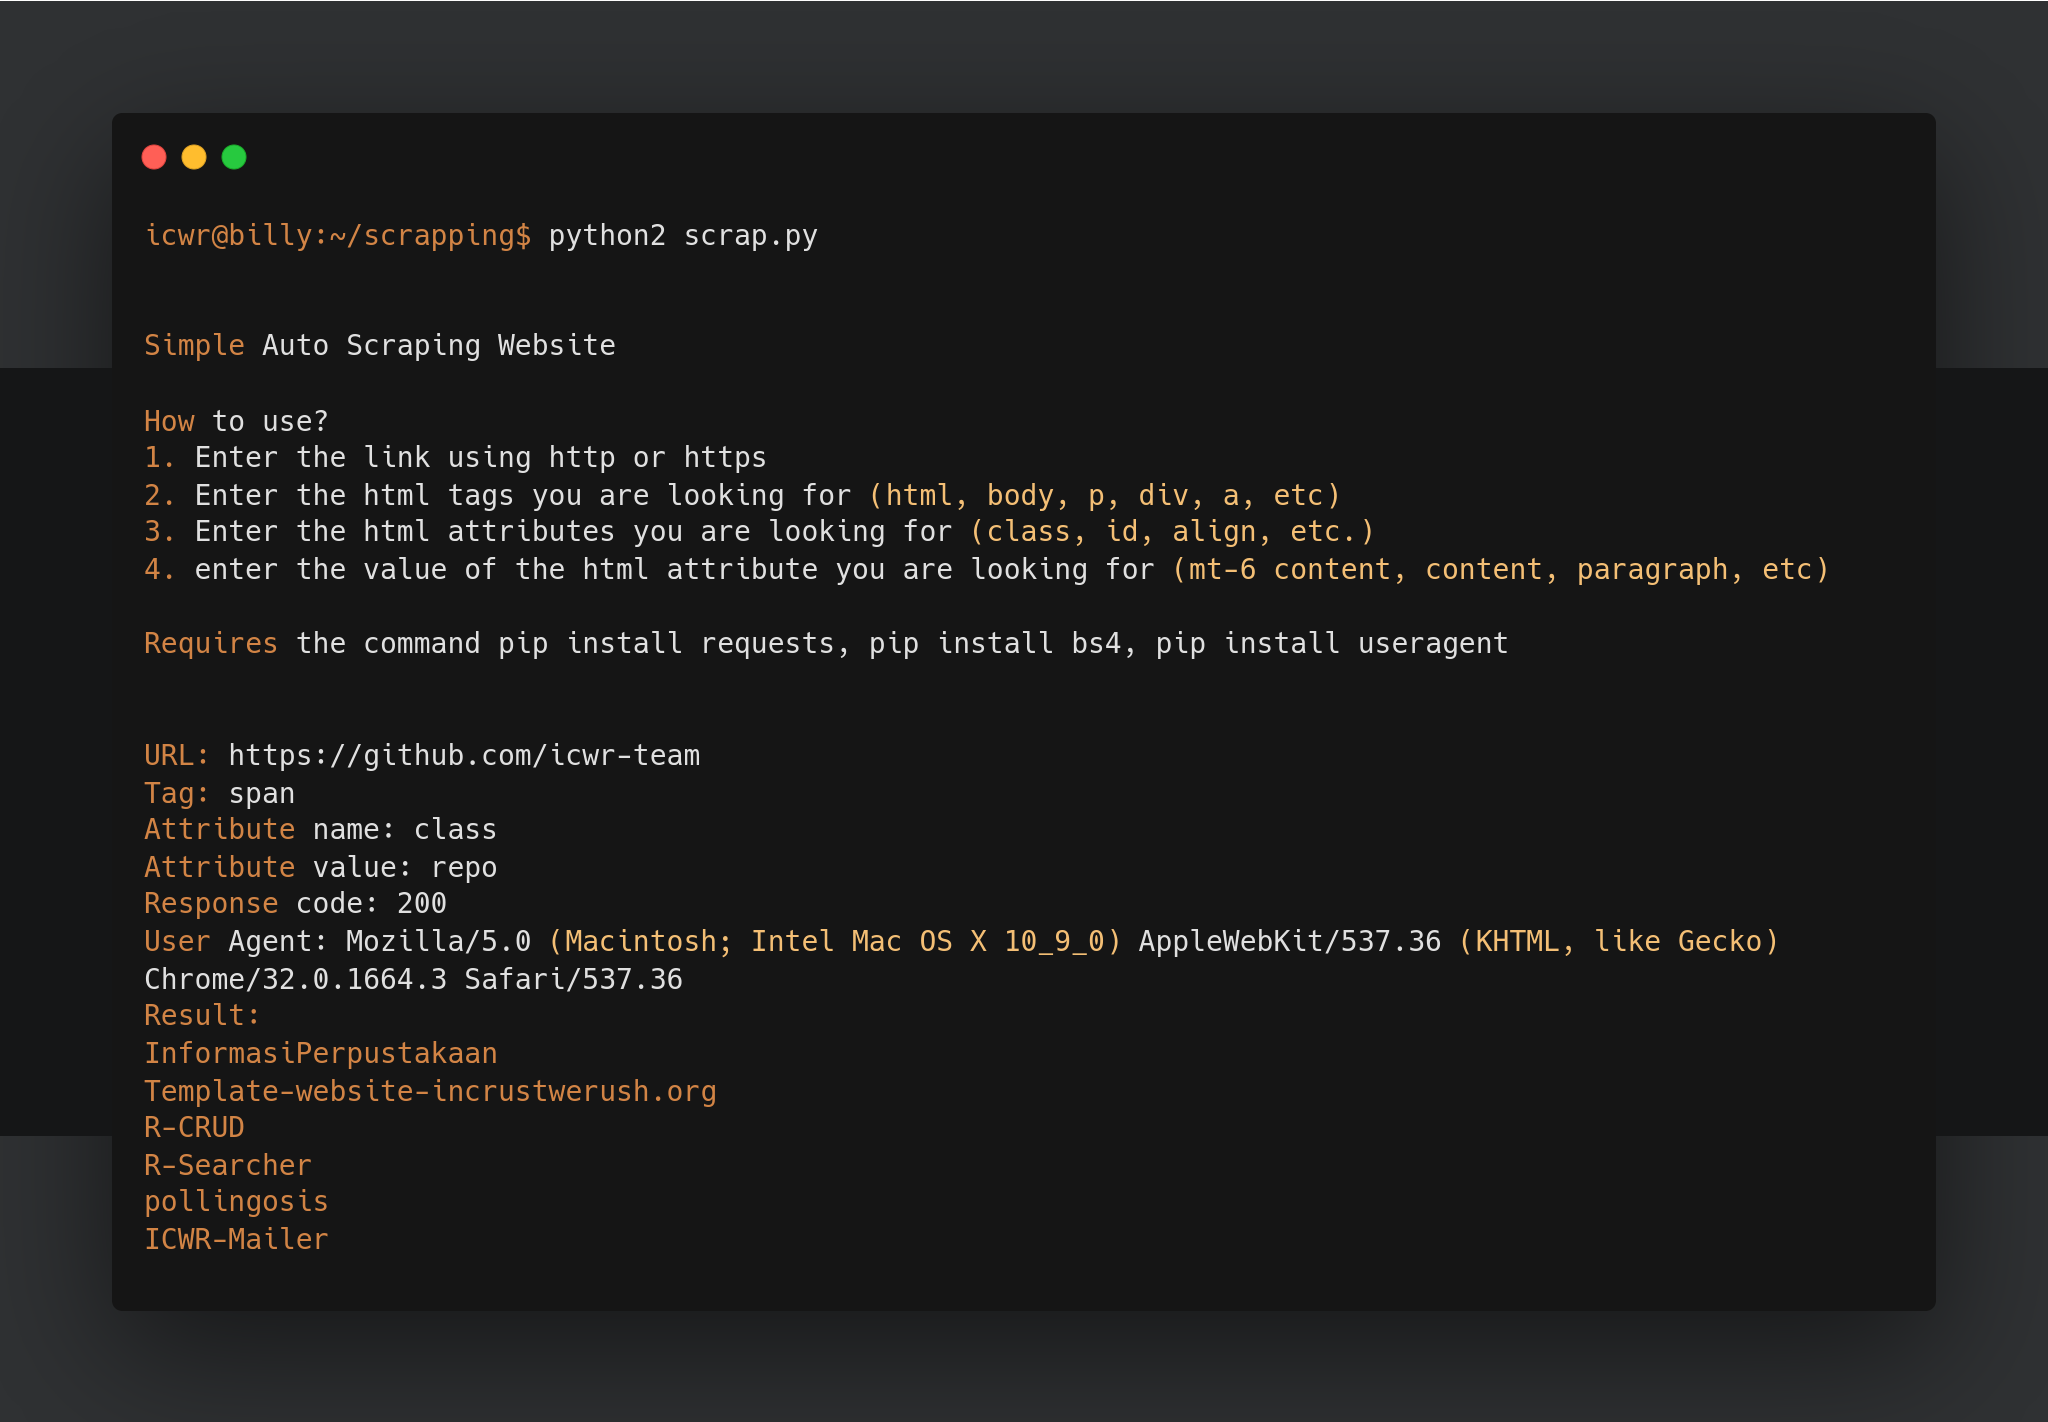 icwr@billy:~/scrapping$ python2 scrap.py
Simple Auto Scraping Website
How to use?
1. Enter the link using http or https
2. Enter the html tags you are looking for (html, body, p, div, a, etc)
3. Enter the html attributes you are looking for (class, id, align, etc.)
4. enter the value of the html attribute you are looking for (mt-6 content, content, paragraph, etc)
Requires the command pip install requests, pip install bs4, pip install useragent
URL: https://github.com/icwr-team
Tag: span
Attribute name: class
Attribute value: repo
Response code: 200
User Agent: Mozilla/5.0 (Macintosh; Intel Mac OS X 10_9_0) AppleWebKit/537.36 (KHTML, like Gecko)
Chrome/32.0.1664.3 Safari/537.36
Result:
InformasiPerpustakaan
Template-website-incrustwerush.org
R-CRUD
R-Searcher
pollingosis
ICWR-Mailer